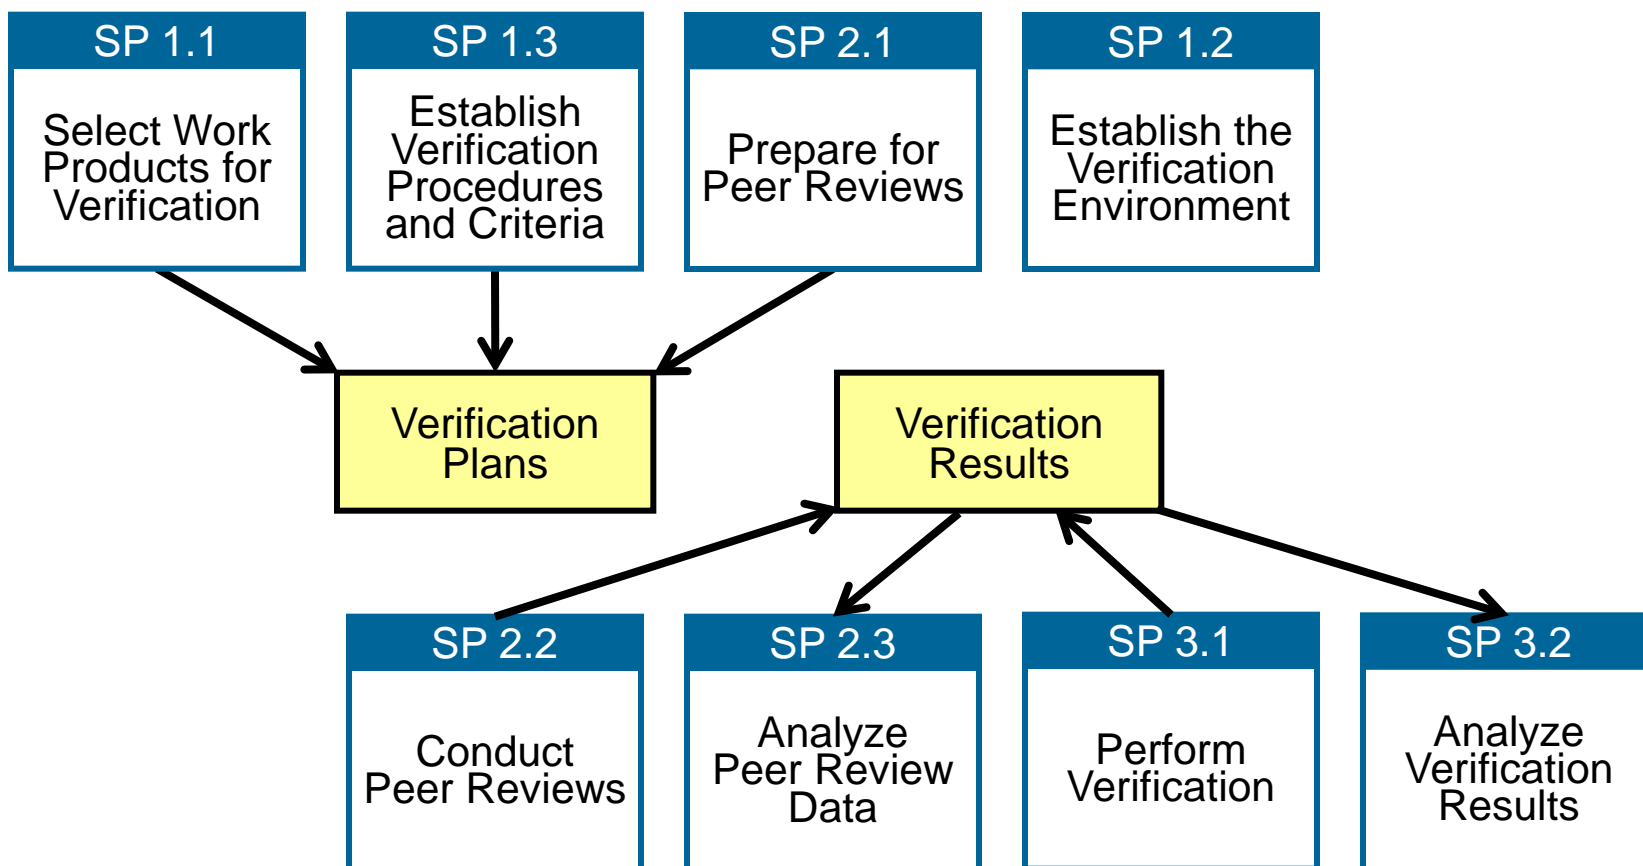 SP 1.1
Select Work
Products for
Verification
SP 1.3
Establish
Verification
Procedures
and Criteria
SP 2.1
Prepare for
Peer Reviews
SP 1.2
Establish the
Verification
Environment
Verification
Plans
Verification
Results
SP 2.2
Conduct
Peer Reviews
SP 2.3
Analyze
Peer Review
Data
SP 3.1
Perform
Verification
SP 3.2
Analyze
Verification
Results